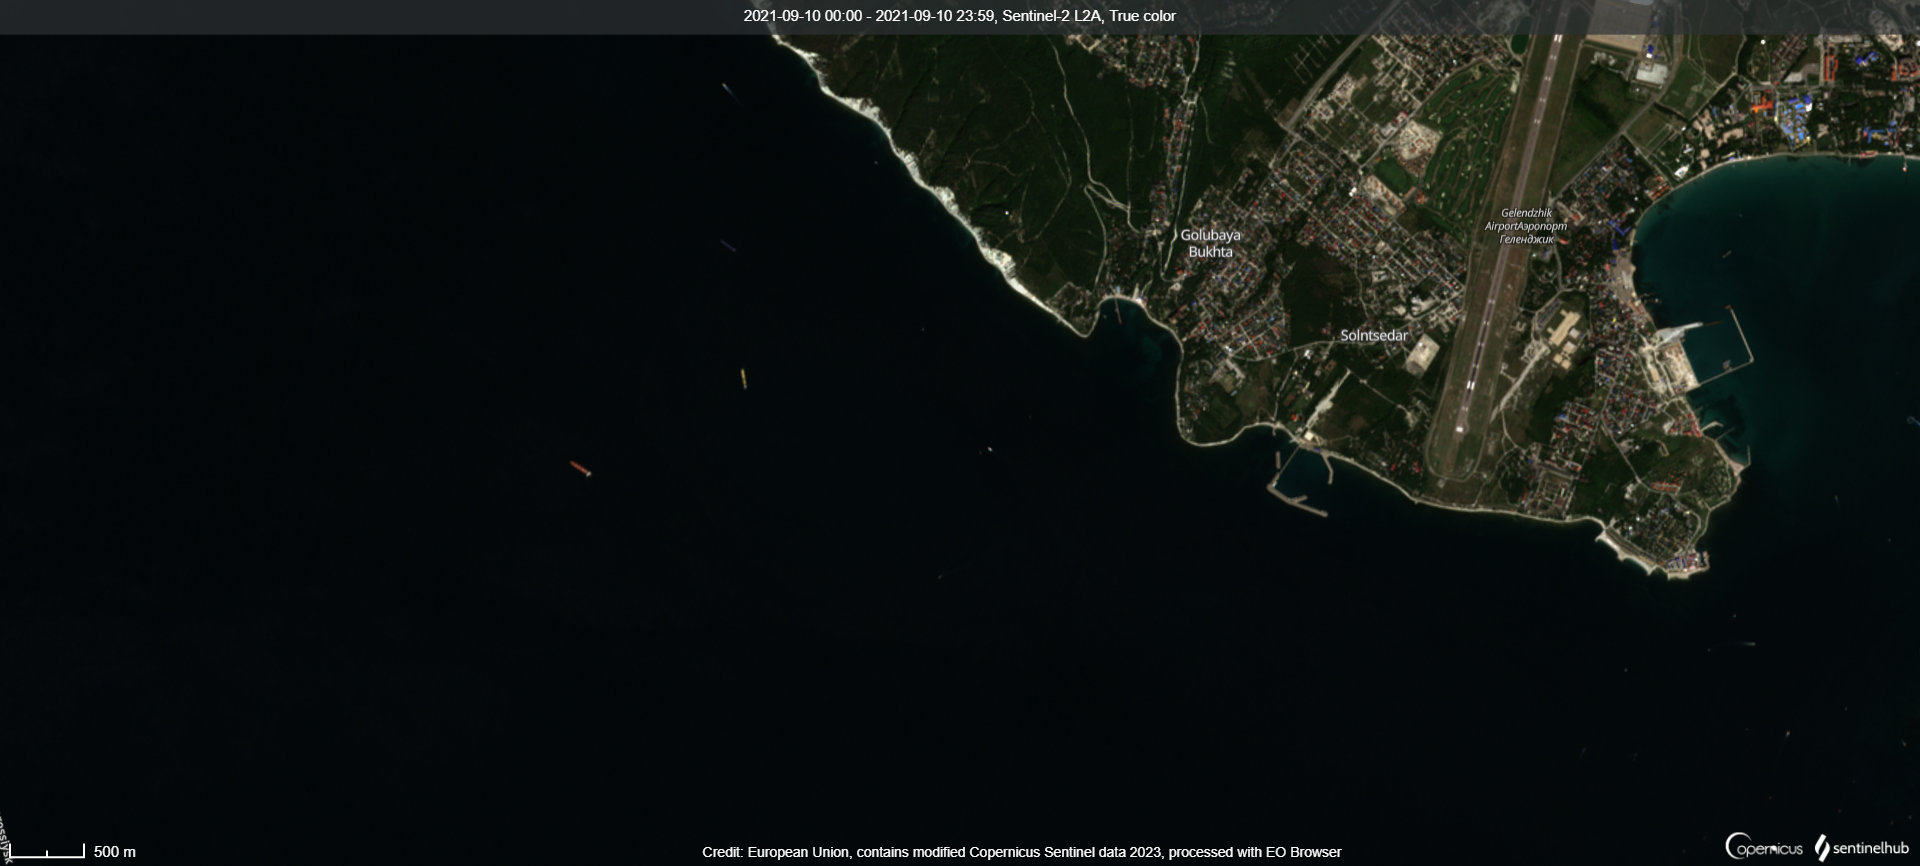 2021-09-10 00:00 - 2021-09-10 23:59, Sentinel-2 L2A, True color
Gelendzhik
AirportАэропорт
Геленджик
Golubaya
Bukhta
Solntsedar
500 m
Credit: European Union, contains modified Copernicus Sentinel data 2023, processed with EO Browser
Copernicus
sentinelhub